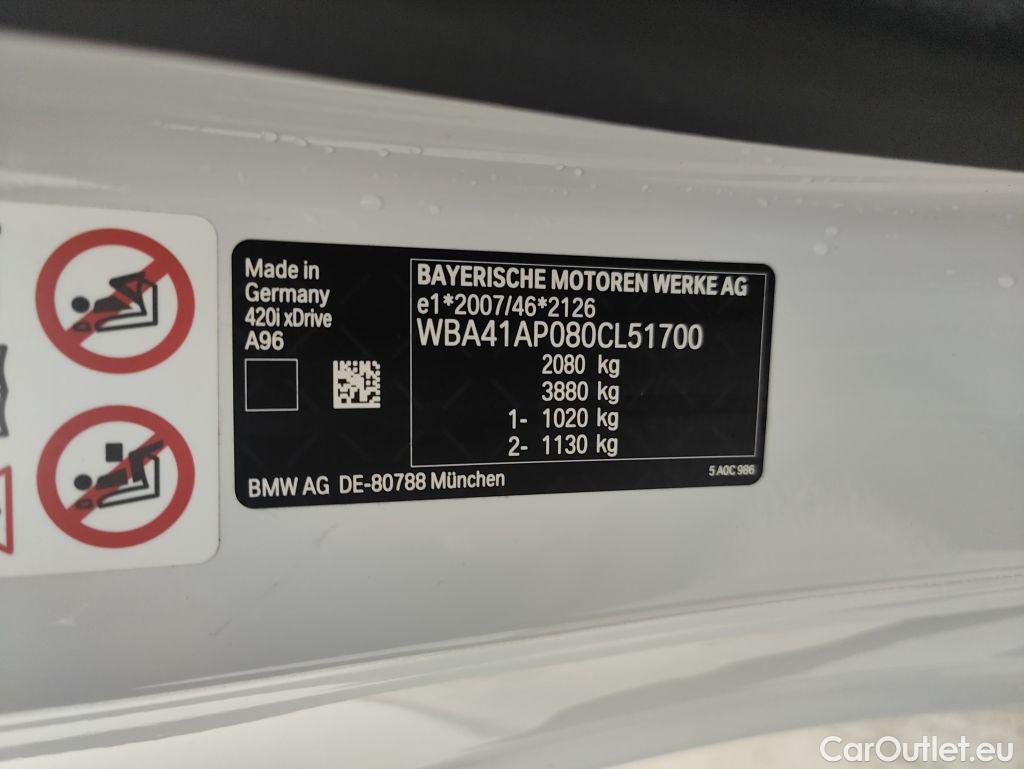 Made in
Germany
420i xDrive
A96
BAYERISCHE MOTOREN WERKE AG
e1*2007/46*2126
WBA41AP080CL51700
2080 kg
3880 kg
1- 1020 kg
2- 1130 kg
BMW AG DE-80788 München
5 A0C 986
CarOutlet.eu